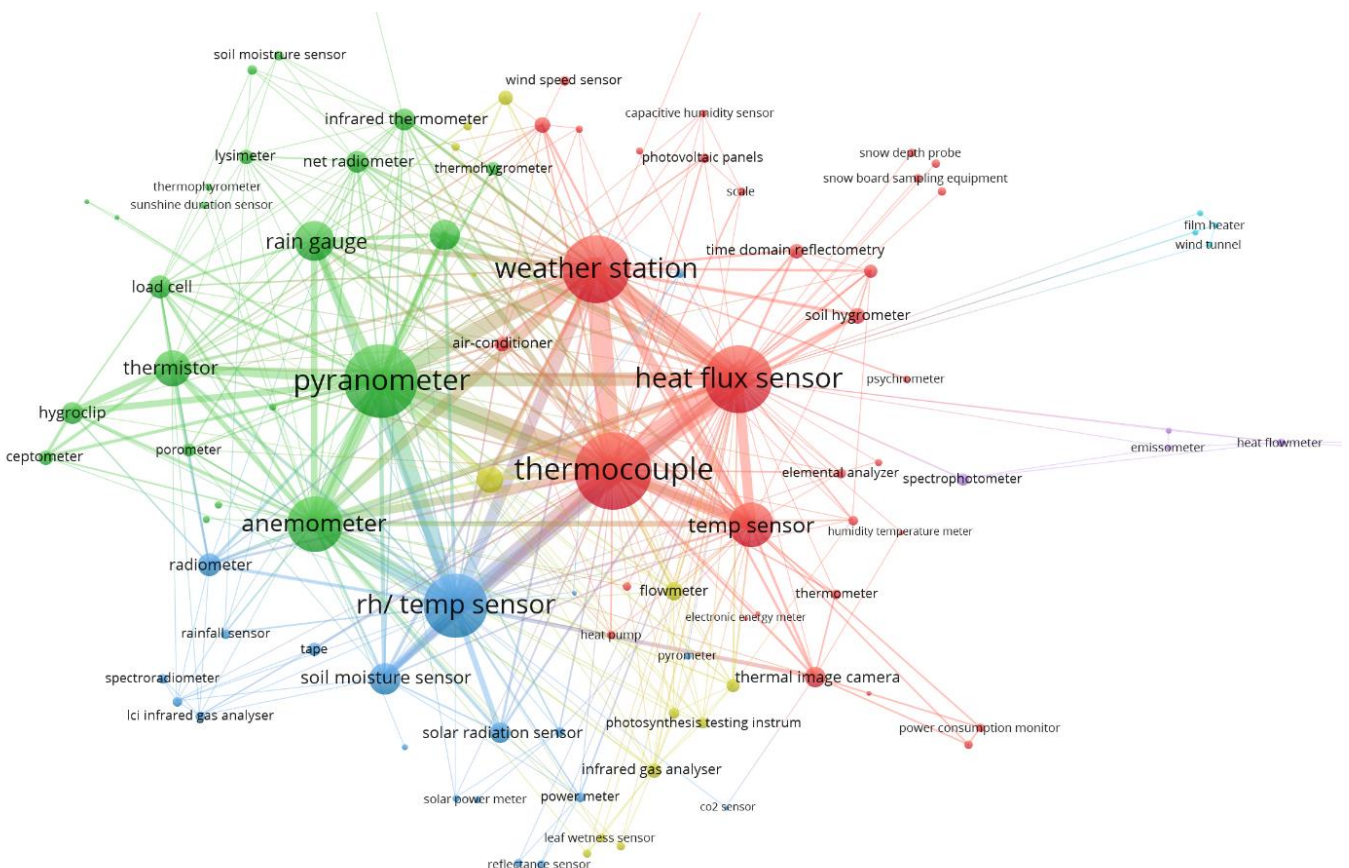 soil moistrure sensor
wind speed sensor
infrared thermometer
capacitive humidity sensor
lysimeter
net radiometer
thermohygrometer
photovoltaic panels
snow depth probe
thermophyrometer
scale
snow board sampling equipment
sunshine duration sensor
film heater
rain gauge
wind tunnel
time domain reflectometry
weather station
load cell
soil hygrometer
air-conditioner
thermistor
pyranometer
heat flux sensor
psychrometer
hygroclip
ceptometer
porometer
emissometer
heat flowmeter
thermocouple
elemental analyzer
spectrophotometer
anemometer
temp sensor
humidity temperature meter
radiometer
flowmeter
thermometer
rh/ temp sensor
electronic energy meter
rainfall sensor
heat pump
tape
pyrometer
spectroradiometer
soil moisture sensor
thermal image camera
lci infrared gas analyser
photosynthesis testing instrum
power consumption monitor
solar radiation sensor
infrared gas analyser
solar power meter
power meter
co2 sensor
leaf wetness sensor
reflectance sensor